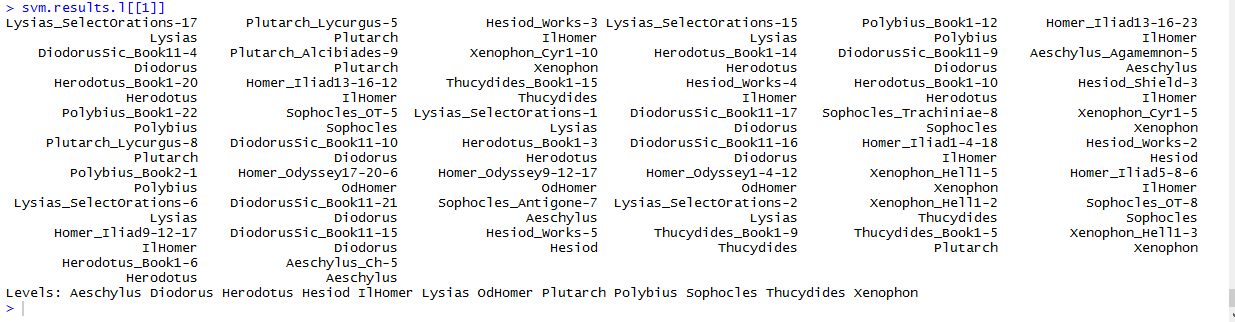 > svm.results.l[[1]]
Lysias_SelectOrations-17 Plutarch_Lycurgus-5 Hesiod_Works-3 Lysias_SelectOrations-15 Polybius_Book1-12 Homer_Iliad13-16-23
Lysias Plutarch IlHomer Lysias Polybius IlHomer
DiodorusSic_Book11-4 Plutarch_Alcibiades-9 Xenophon_Cyr1-10 Herodotus_Book1-14 DiodorusSic_Book11-9 Aeschylus_Agamemnon-5
Diodorus Plutarch Xenophon Herodotus Diodorus Aeschylus
Herodotus_Book1-20 Homer_Iliad13-16-12 Thucydides_Book1-15 Hesiod_Works-4 Herodotus_Book1-10 Hesiod_Shield-3
Herodotus IlHomer Thucydides IlHomer Herodotus IlHomer
Polybius_Book1-22 Sophocles_OT-5 Lysias_SelectOrations-1 DiodorusSic_Book11-17 Sophocles_Trachiniae-8 Xenophon_Cyr1-5
Polybius Sophocles Lysias Diodorus Sophocles Xenophon
Plutarch_Lycurgus-8 DiodorusSic_Book11-10 Herodotus_Book1-3 DiodorusSic_Book11-16 Homer_Iliad1-4-18 Hesiod_Works-2
Plutarch Diodorus Herodotus Diodorus IlHomer Hesiod
Polybius_Book2-1 Homer_Odyssey17-20-6 Homer_Odyssey9-12-17 Homer_Odyssey1-4-12 Xenophon_Hell1-5 Homer_Iliad5-8-6
Polybius OdHomer OdHomer OdHomer Xenophon IlHomer
Lysias_SelectOrations-6 DiodorusSic_Book11-21 Sophocles_Antigone-7 Lysias_SelectOrations-2 Xenophon_Hell1-2 Sophocles_OT-8
Lysias Diodorus Aeschylus Lysias Thucydides Sophocles
Homer_Iliad9-12-17 DiodorusSic_Book11-15 Hesiod_Works-5 Thucydides_Book1-9 Thucydides_Book1-5 Xenophon_Hell1-3
IlHomer Diodorus Hesiod Thucydides Plutarch Xenophon
Herodotus_Book1-6 Aeschylus_Ch-5
Herodotus Aeschylus
Levels: Aeschylus Diodorus Herodotus Hesiod IlHomer Lysias OdHomer Plutarch Polybius Sophocles Thucydides Xenophon
>